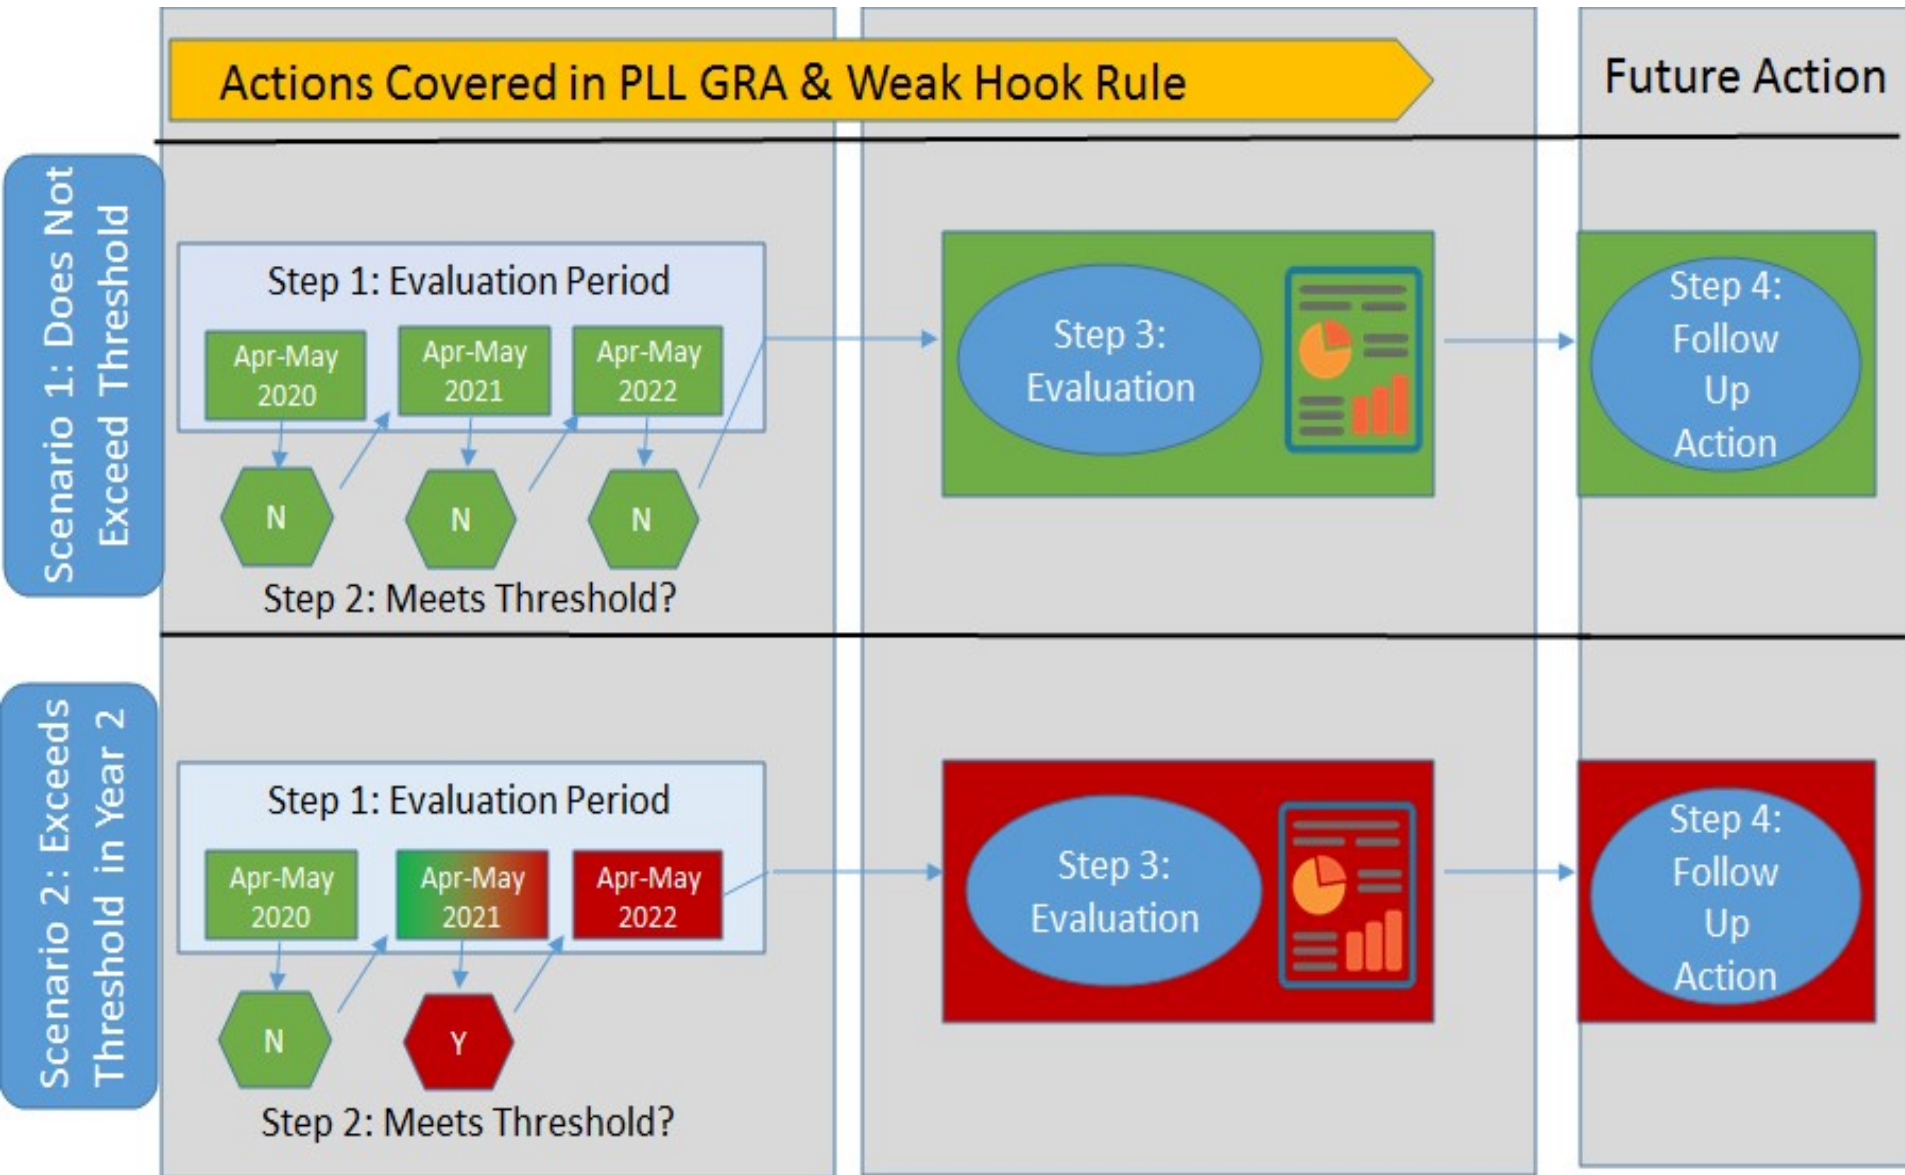 Actions Covered in PLL GRA & Weak Hook Rule
Future Action
Scenario 1: Does Not
Exceed Threshold
Step 1: Evaluation Period
Apr-May
2020
Apr-May
2021
Apr-May
2022
N
N
N
Step 2: Meets Threshold?
Step 3:
Evaluation
Step 4:
Follow
Up
Action
Scenario 2: Exceeds
Threshold in Year 2
Step 1: Evaluation Period
Apr-May
2020
Apr-May
2021
Apr-May
2022
N
Y
Step 2: Meets Threshold?
Step 3:
Evaluation
Step 4:
Follow
Up
Action